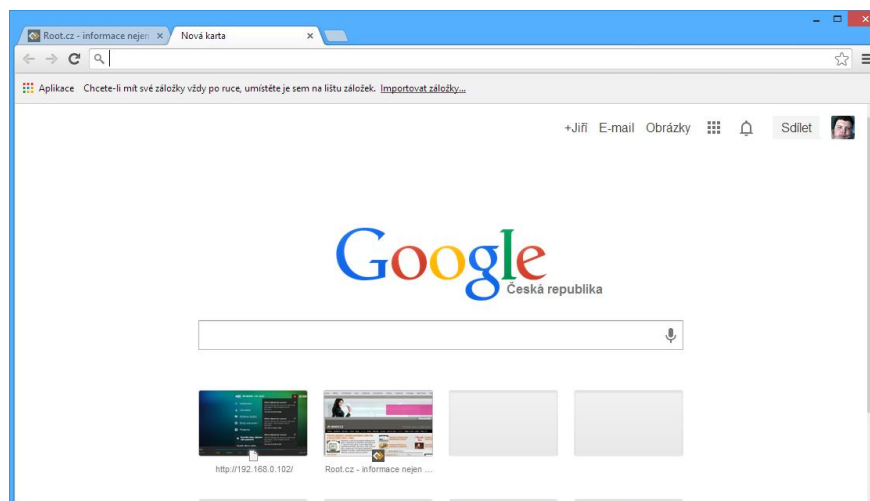 Root.cz - informace nejen
Nová karta
Aplikace Chcete-li mít své záložky vždy po ruce, umístěte je sem na lištu záložek. Importovat záložky...
+Jiří E-mail Obrázky Sdílet
Google
Česká republika
http://192.168.0.102/
Root.cz - informace nejen ...